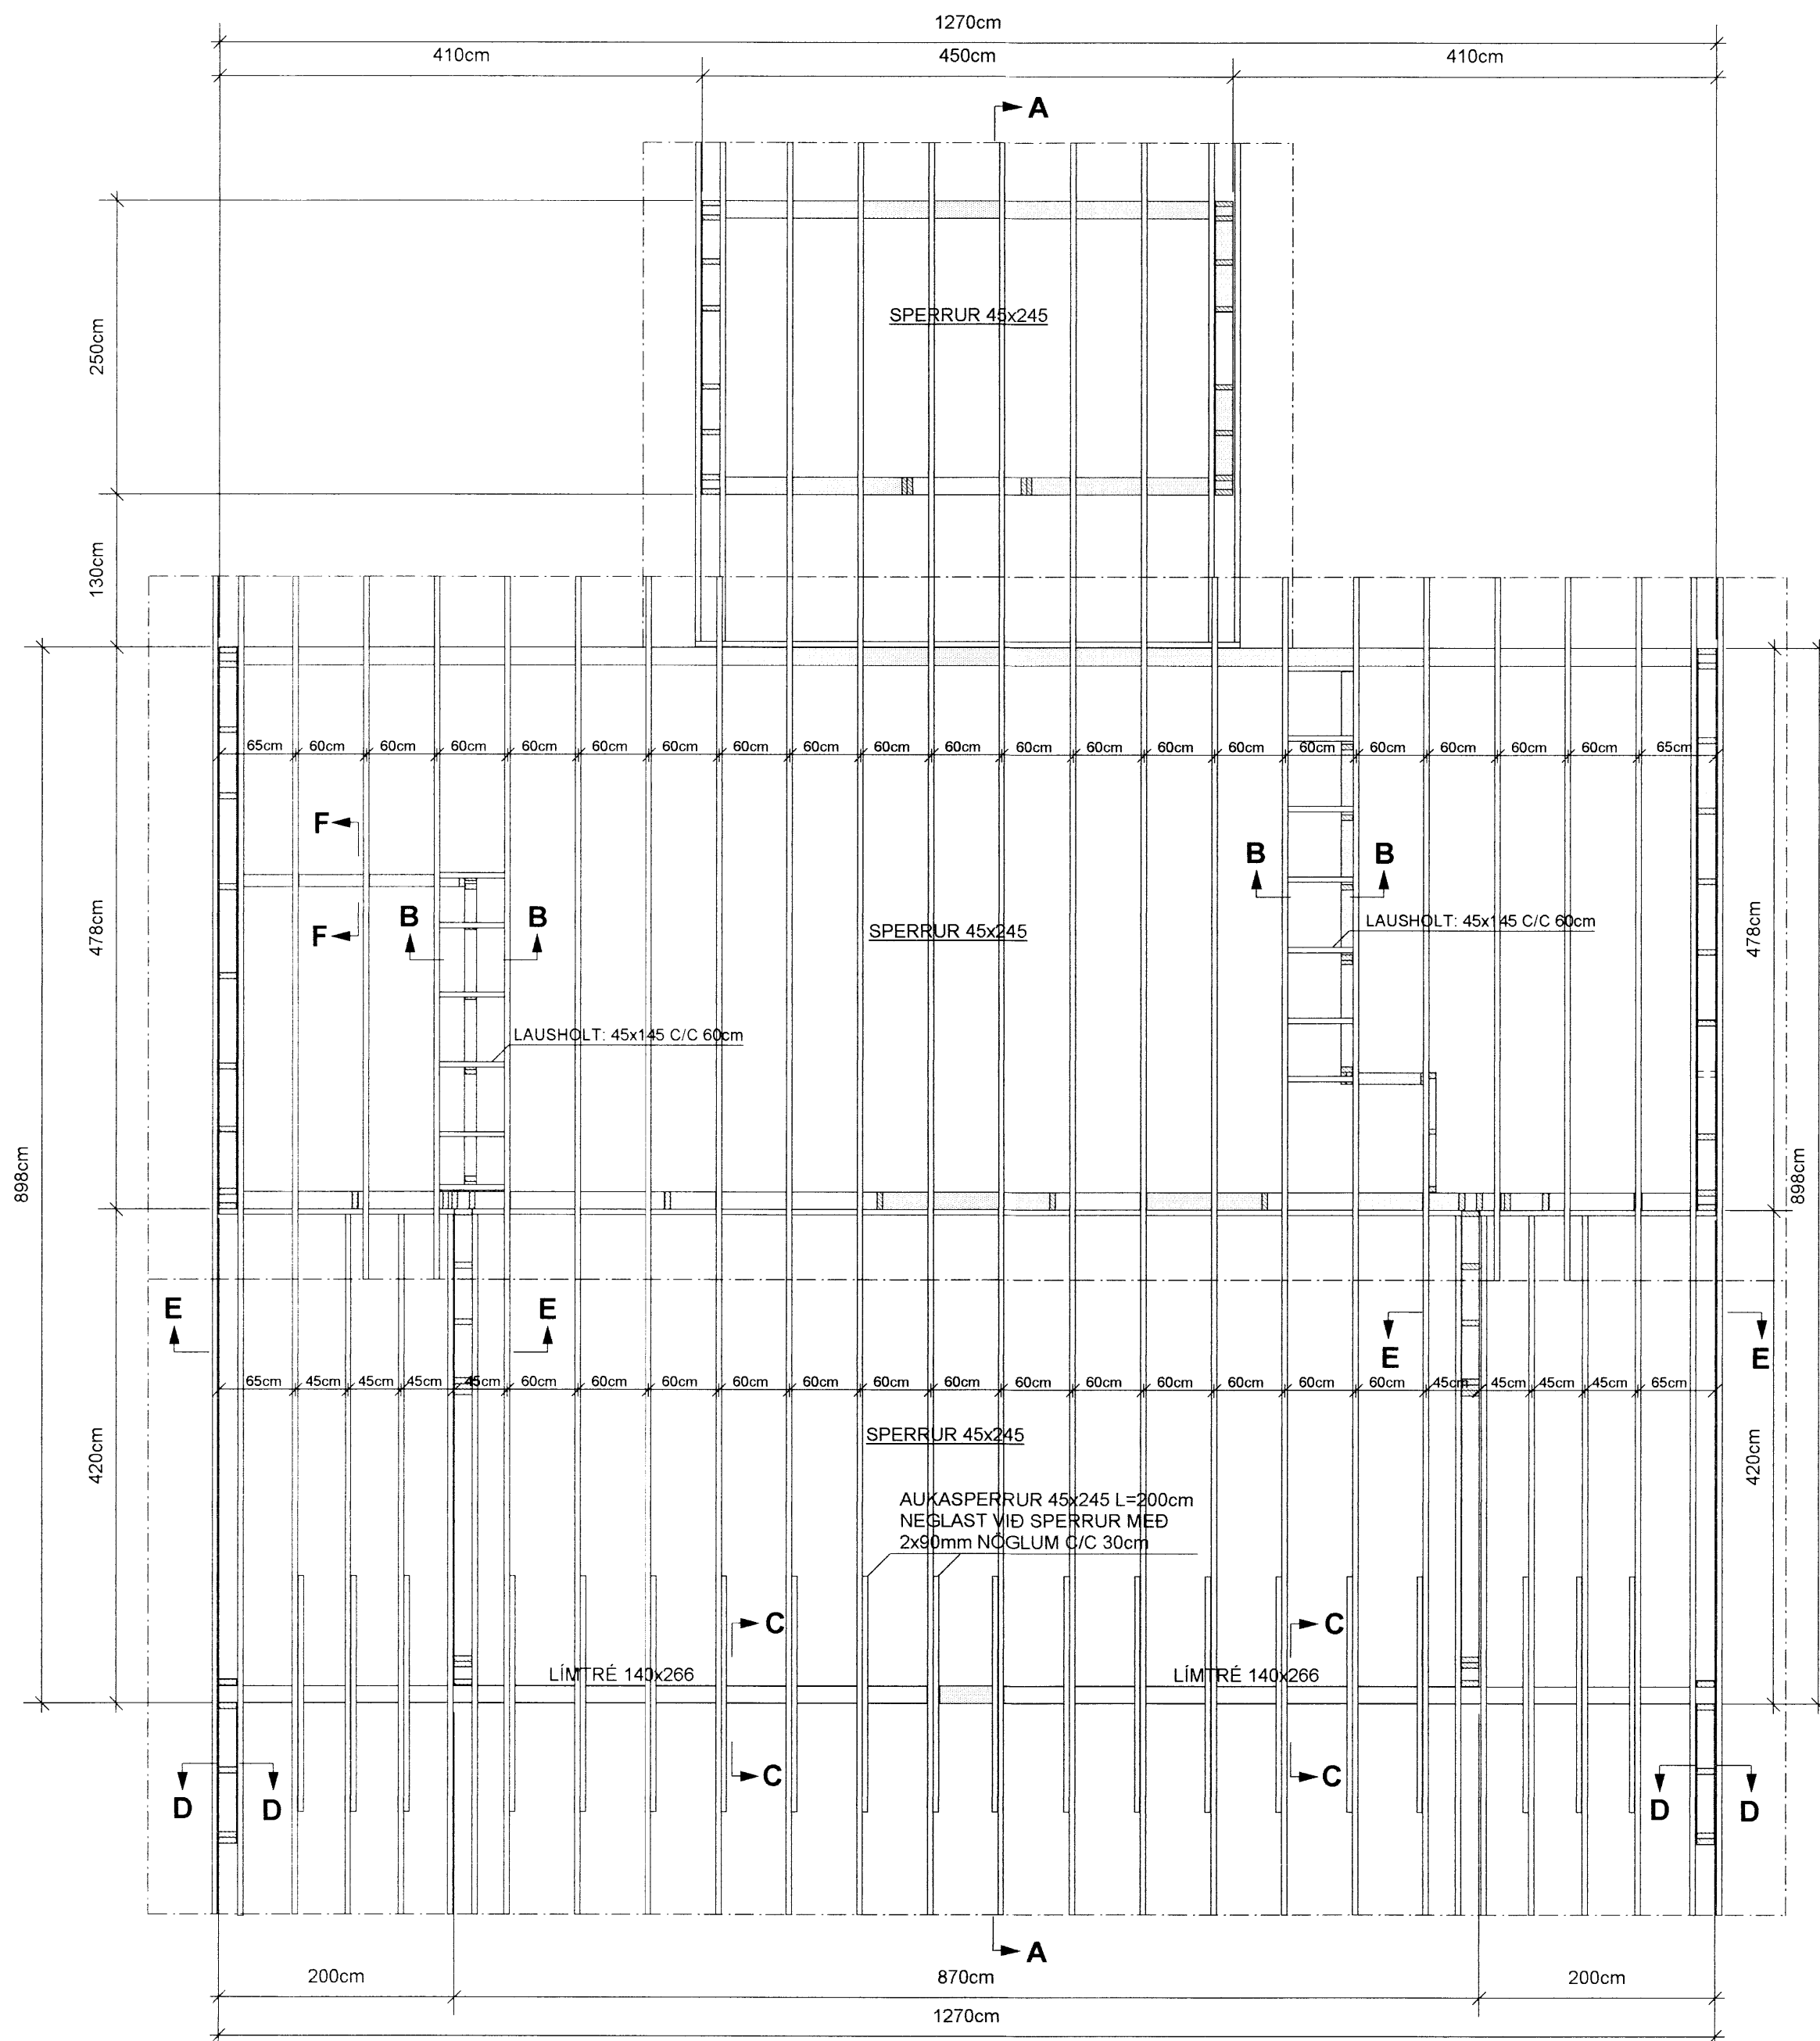 1270cm
410cm 450cm 410cm
A
250cm
SPERRUR 45x245
130cm
65cm 60cm 60cm 60cm 60cm 60cm 60cm 60cm 60cm 60cm 60cm 60cm 60cm 60cm 60cm 60cm 60cm 60cm 60cm 60cm 65cm
F
B B
B B
F
478cm
SPERRUR 45x245
LAUSHOLT: 45x145 C/C 60cm
478cm
LAUSHOLT: 45x145 C/C 60cm
898cm
898cm
E E
E E
65cm 45cm 45cm 45cm 45cm 60cm 60cm 60cm 60cm 60cm 60cm 60cm 60cm 60cm 60cm 60cm 60cm 60cm 45cm 45cm 45cm 45cm 65cm
420cm
SPERRUR 45x245
420cm
AUKASPERRUR 45x245 L=200cm
NEGLAST VIÐ SPERRUR MEÐ
2x90mm NÖGLUM C/C 30cm
C C
LÍMTRÉ 140x266 LÍMTRÉ 140x266
C C
D D D D
A
200cm 870cm 200cm
1270cm